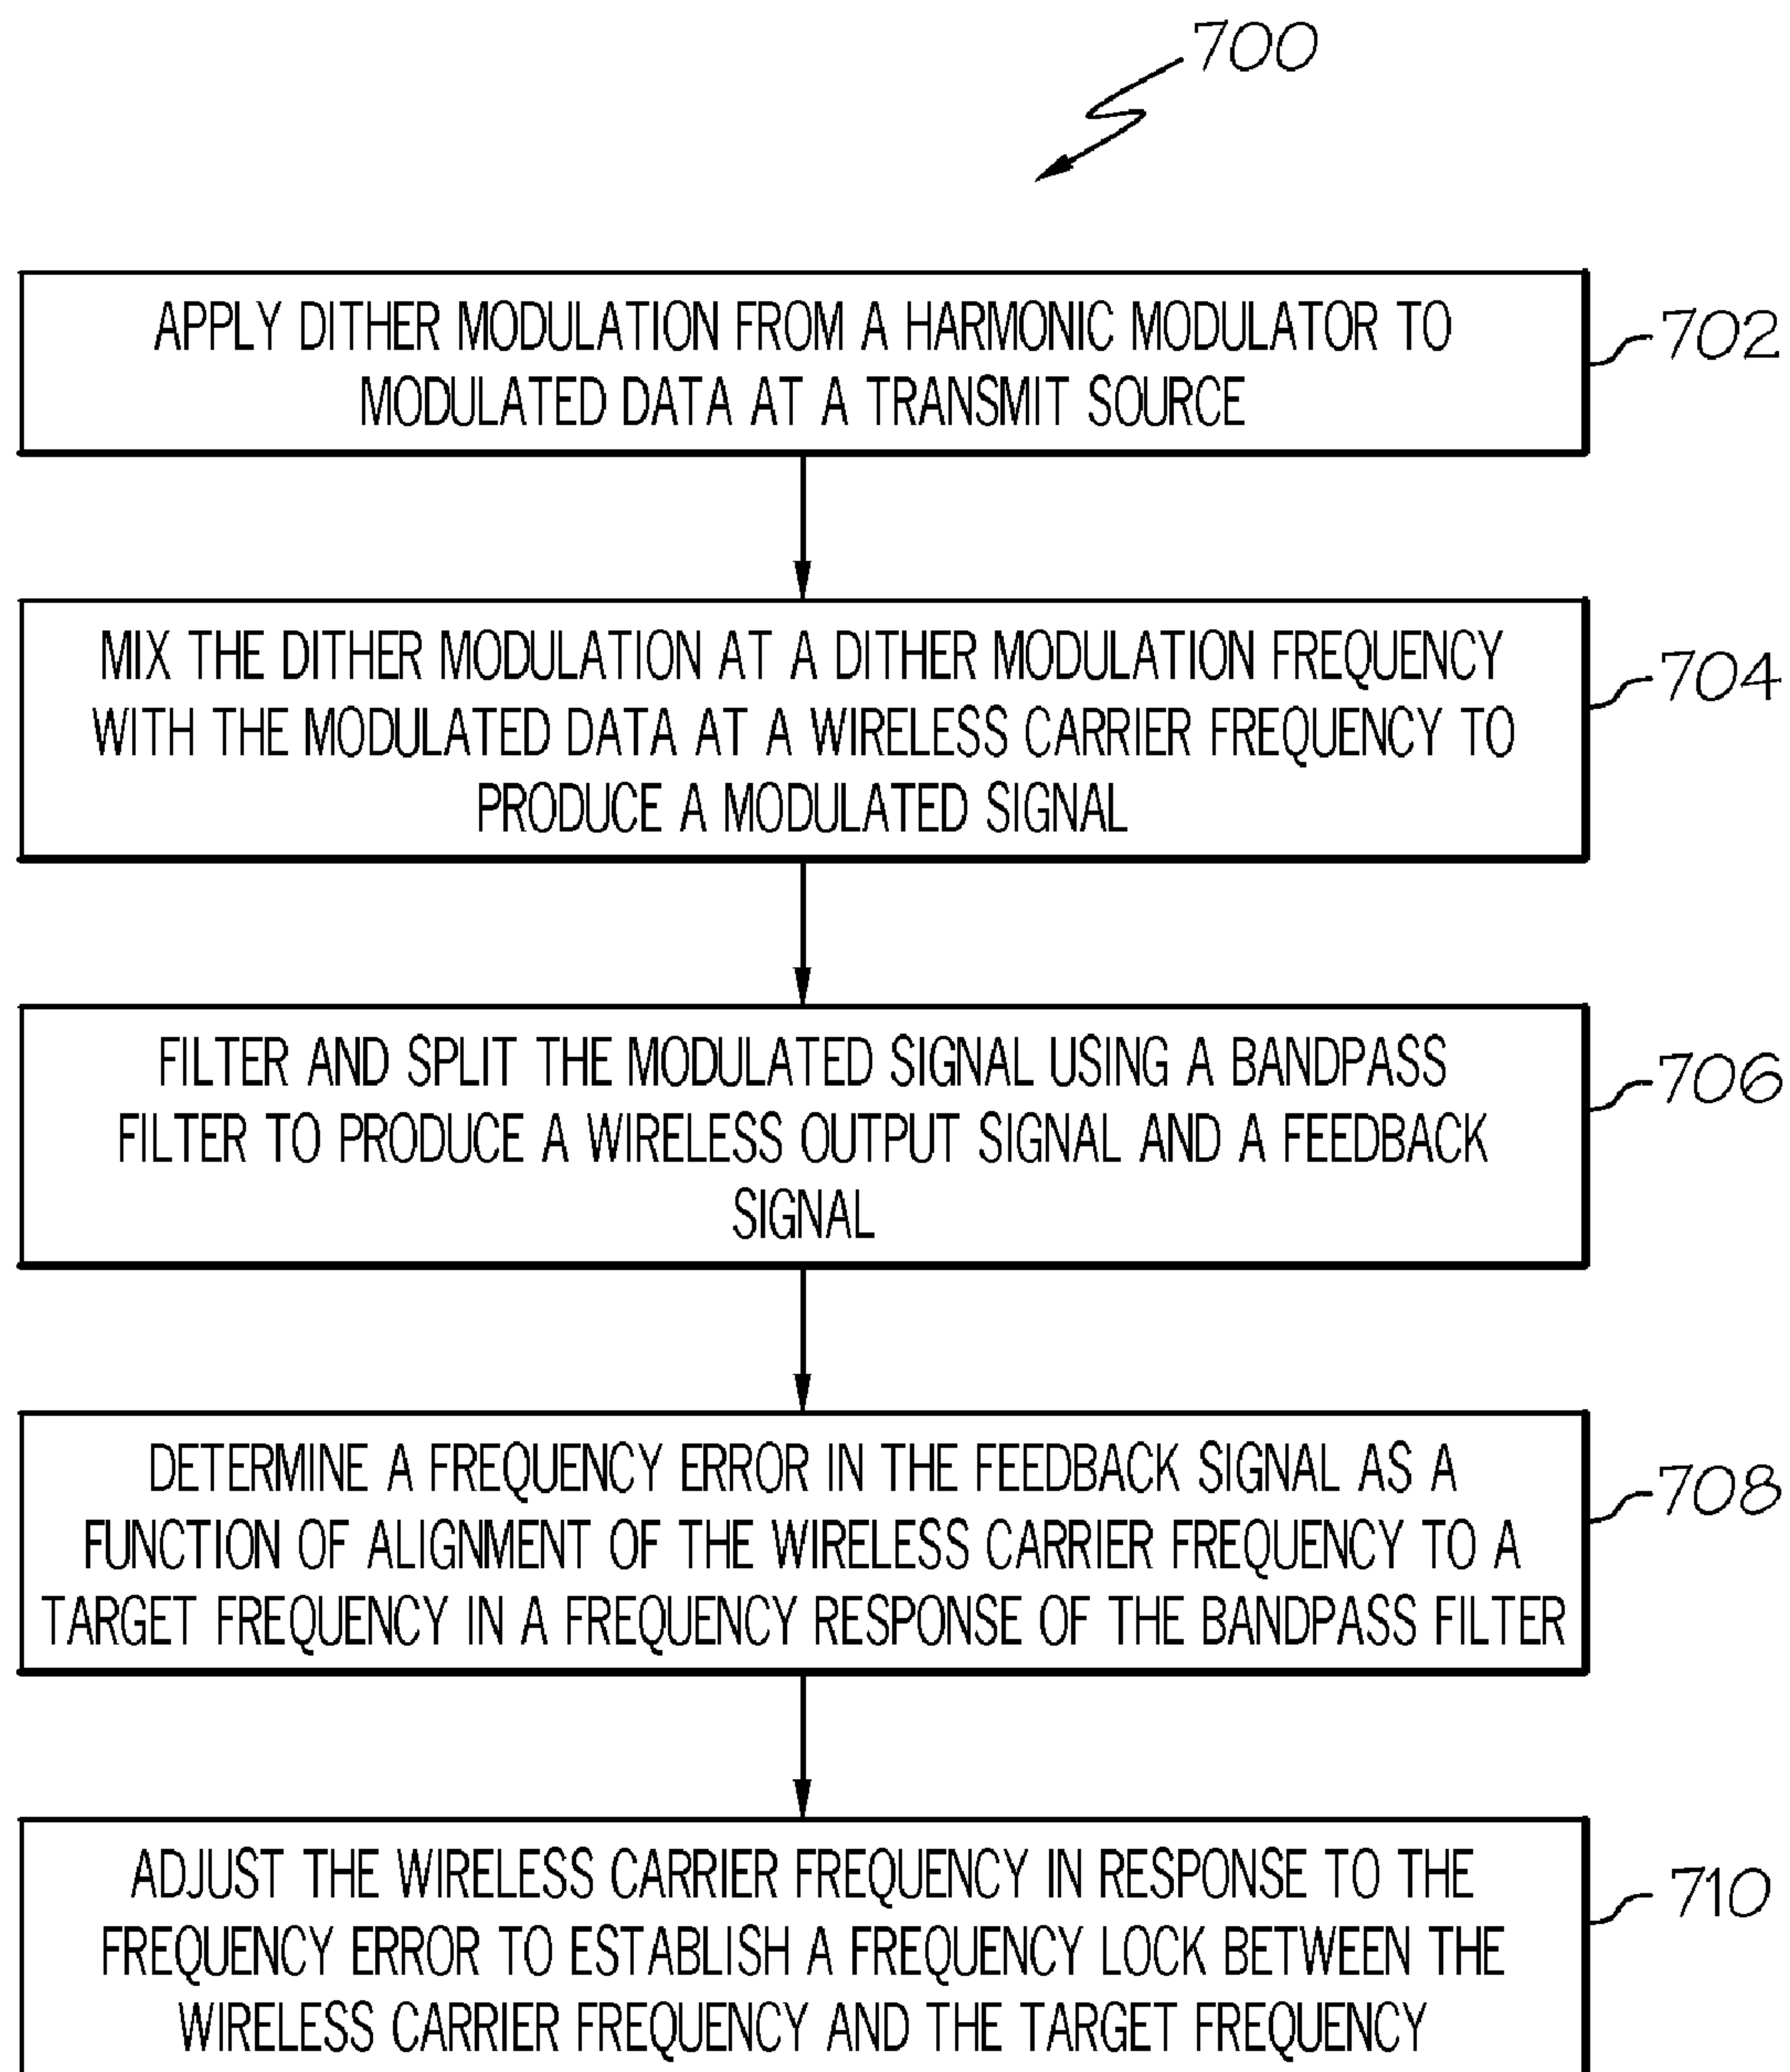 700
APPLY DITHER MODULATION FROM A HARMONIC MODULATOR TO
MODULATED DATA AT A TRANSMIT SOURCE
702
MIX THE DITHER MODULATION AT A DITHER MODULATION FREQUENCY
WITH THE MODULATED DATA AT A WIRELESS CARRIER FREQUENCY TO
PRODUCE A MODULATED SIGNAL
704
FILTER AND SPLIT THE MODULATED SIGNAL USING A BANDPASS
FILTER TO PRODUCE A WIRELESS OUTPUT SIGNAL AND A FEEDBACK
SIGNAL
706
DETERMINE A FREQUENCY ERROR IN THE FEEDBACK SIGNAL AS A
FUNCTION OF ALIGNMENT OF THE WIRELESS CARRIER FREQUENCY TO A
TARGET FREQUENCY IN A FREQUENCY RESPONSE OF THE BANDPASS FILTER
708
ADJUST THE WIRELESS CARRIER FREQUENCY IN RESPONSE TO THE
FREQUENCY ERROR TO ESTABLISH A FREQUENCY LOCK BETWEEN THE
WIRELESS CARRIER FREQUENCY AND THE TARGET FREQUENCY
710